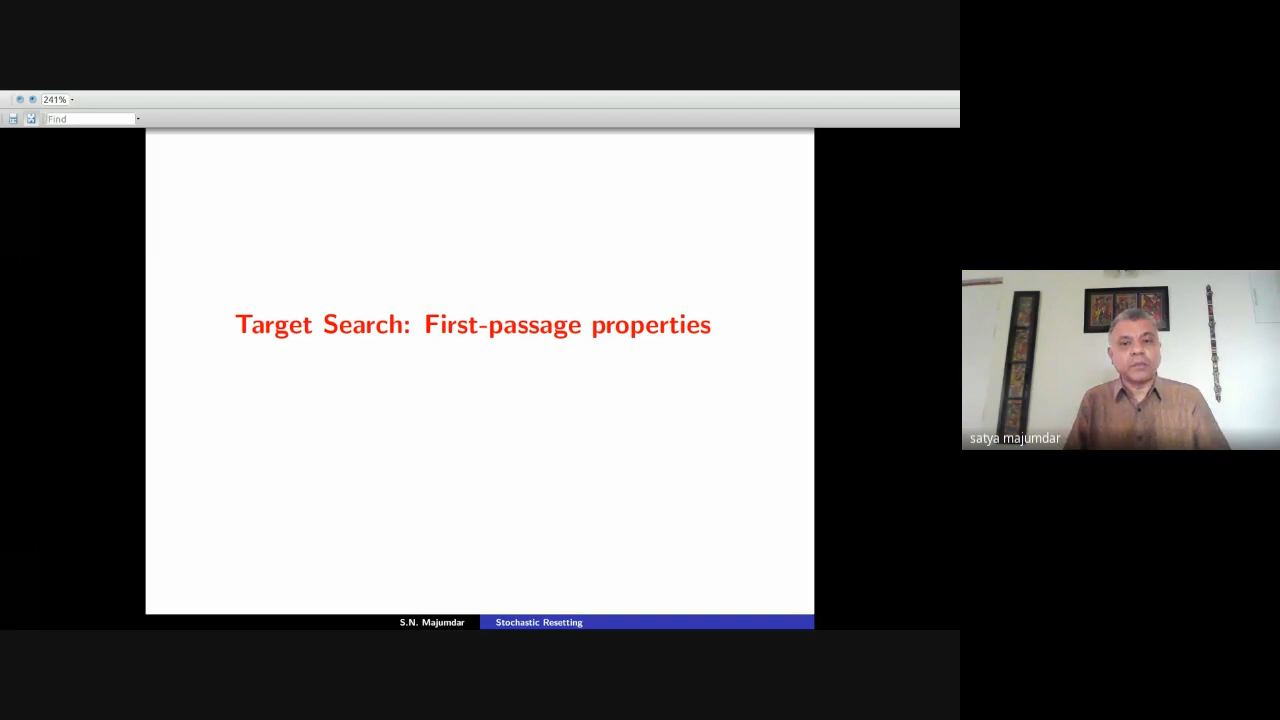 241%
Find
Target Search: First-passage properties
S.N. Majumdar
Stochastic Resetting
satya majumdar